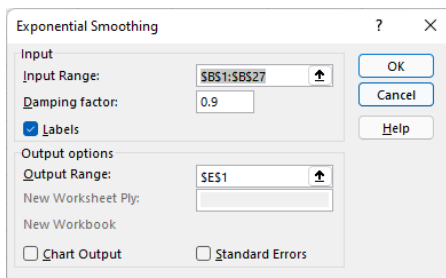 Exponential Smoothing ? ×
Input
Input Range: $B$1:$B$27
OK
Damping factor: 0.9
Cancel
Labels
Help
Output options
Output Range: $E$1
New Worksheet Ply:
New Workbook
Chart Output Standard Errors